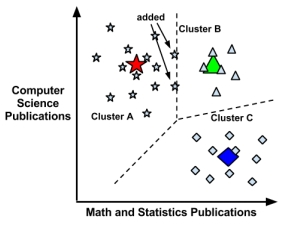 added
Cluster B
Computer
Science
Publications
Cluster A
Cluster C
Math and Statistics Publications